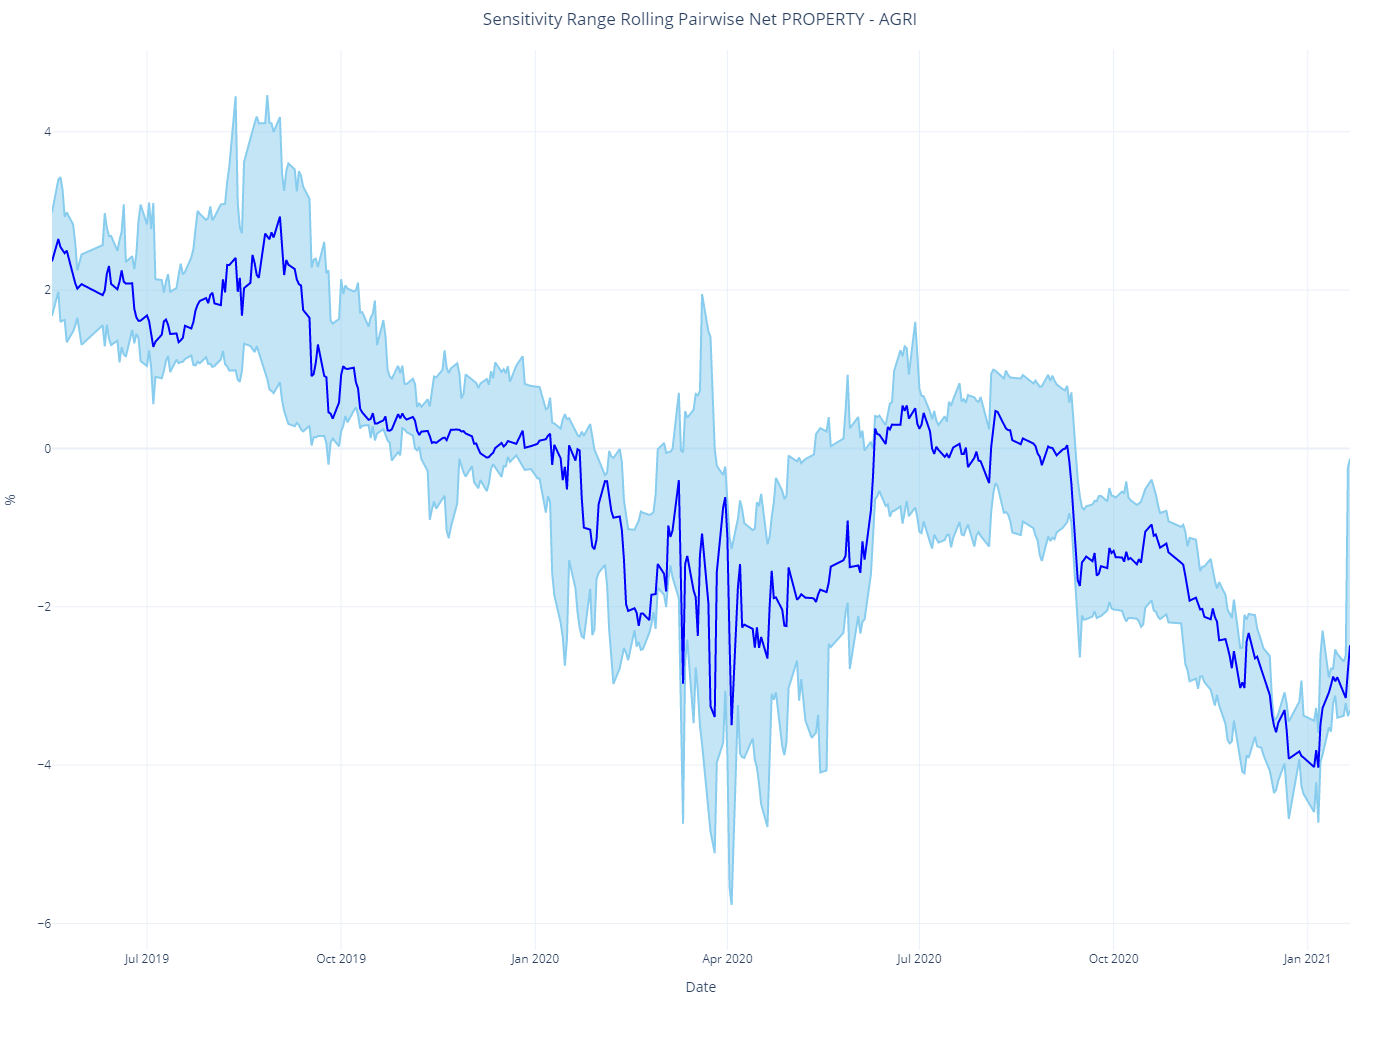 Sensitivity Range Rolling Pairwise Net PROPERTY - AGRI
4
2
0
−2
−4
−6
%
Jul 2019
Oct 2019
Jan 2020
Apr 2020
Jul 2020
Oct 2020
Jan 2021
Date